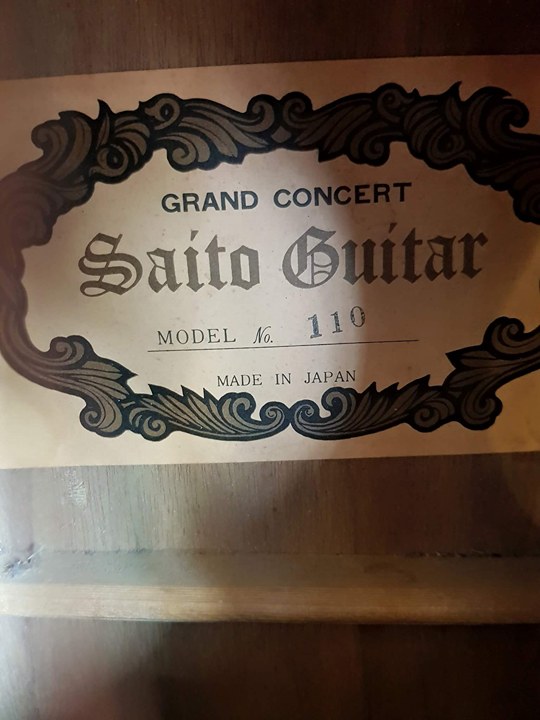 GRAND CONCERT
Saito Guitar
MODEL No. 110
MADE IN JAPAN